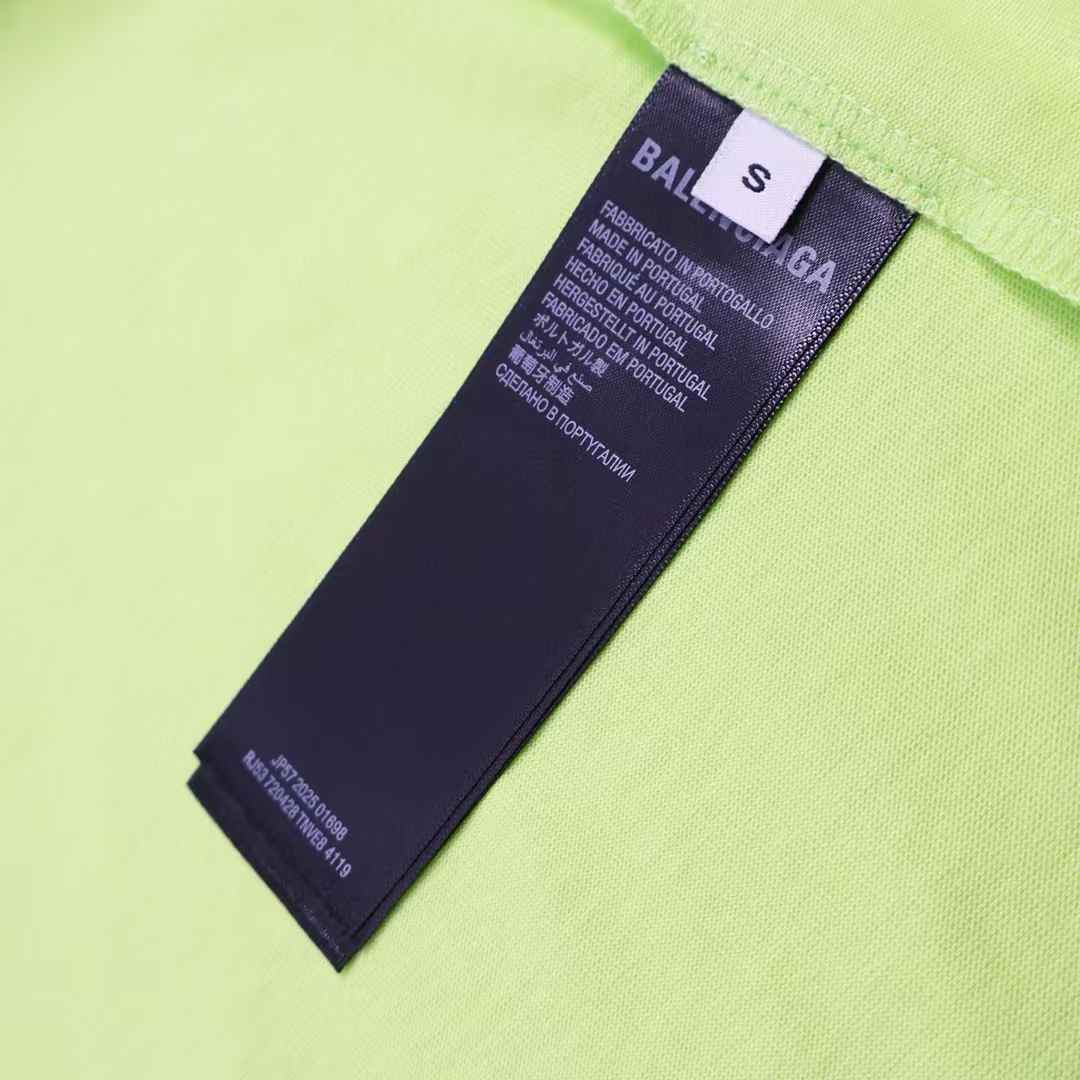 S
BALENCIAGA
FABBRICATO IN PORTOGALLO
MADE IN PORTUGAL
FABRIQUÉ AU PORTUGAL
HECHO EN PORTUGAL
HERGESTELLT IN PORTUGAL
FABRICADO EM PORTUGAL
ポルトガル製
صنع في البرتغال
葡萄牙制造
СДЕЛАНО В ПОРТУГАЛИИ
JP57 2025 01698
RJ53 720428 TNVE8 4119